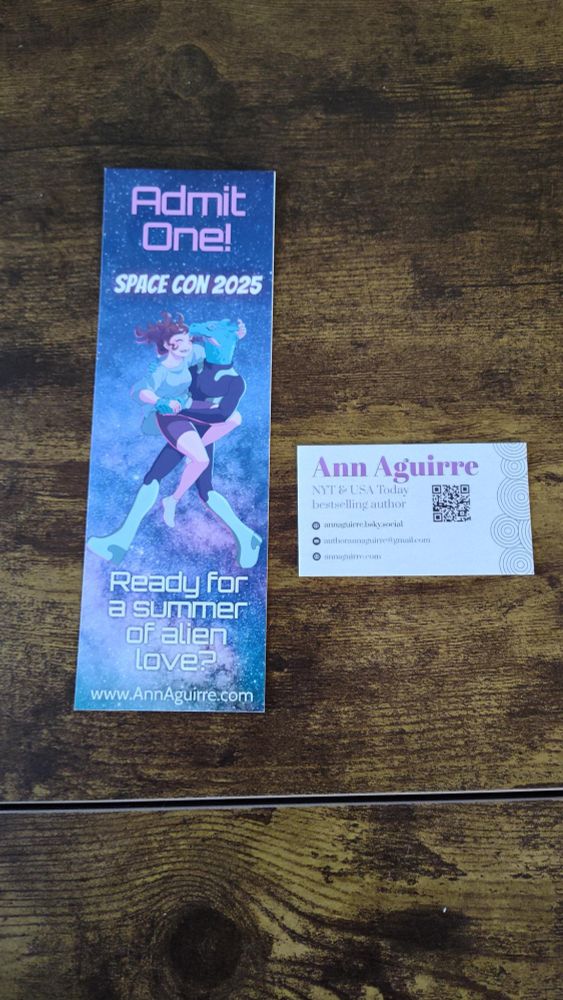 Admit
One!
SPACE CON 2025
Ready for
a summer
of alien
love?
www.AnnAguirre.com
Ann Aguirre
NYT & USA Today
bestselling author
annaguirre.bsky.social
authorannaguirre@gmail.com
annaguirre.com